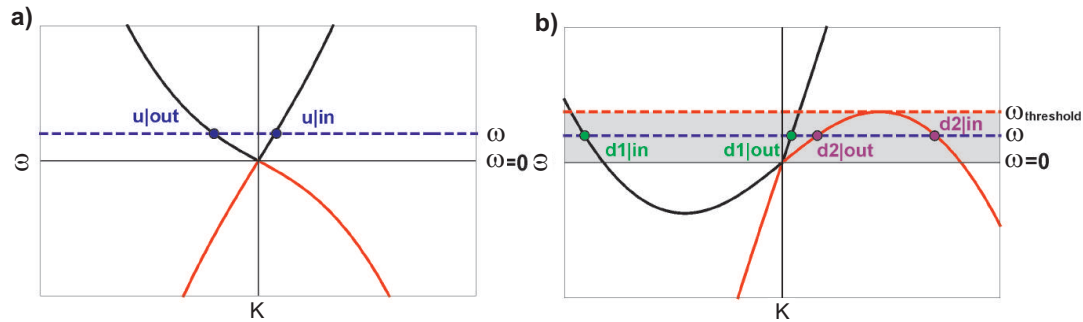 a)
u|out
u|in
ω
ω
ω=0
K
b)
ω
d1|in
d1|out
d2|out
d2|in
ωthreshold
ω
ω=0
K